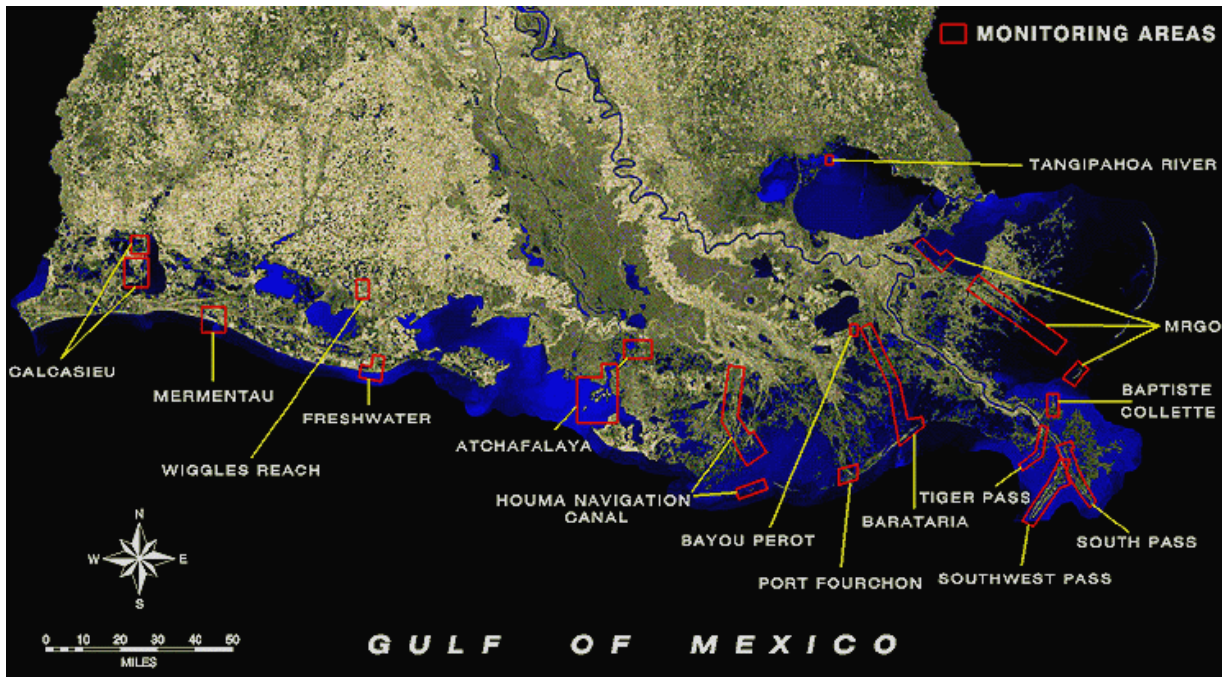 MONITORING AREAS
TANGIPAHOA RIVER
MRGO
CALCASIEU
MERMENTAU
FRESHWATER
BAPTISTE
COLLETTE
ATCHAFALAYA
WIGGLES REACH
HOUMA NAVIGATION
CANAL
TIGER PASS
BARATARIA
BAYOU PEROT
SOUTH PASS
PORT FOURCHON
SOUTHWEST PASS
N
W
E
S
0 10 20 30 40 50
MILES
GULF OF MEXICO